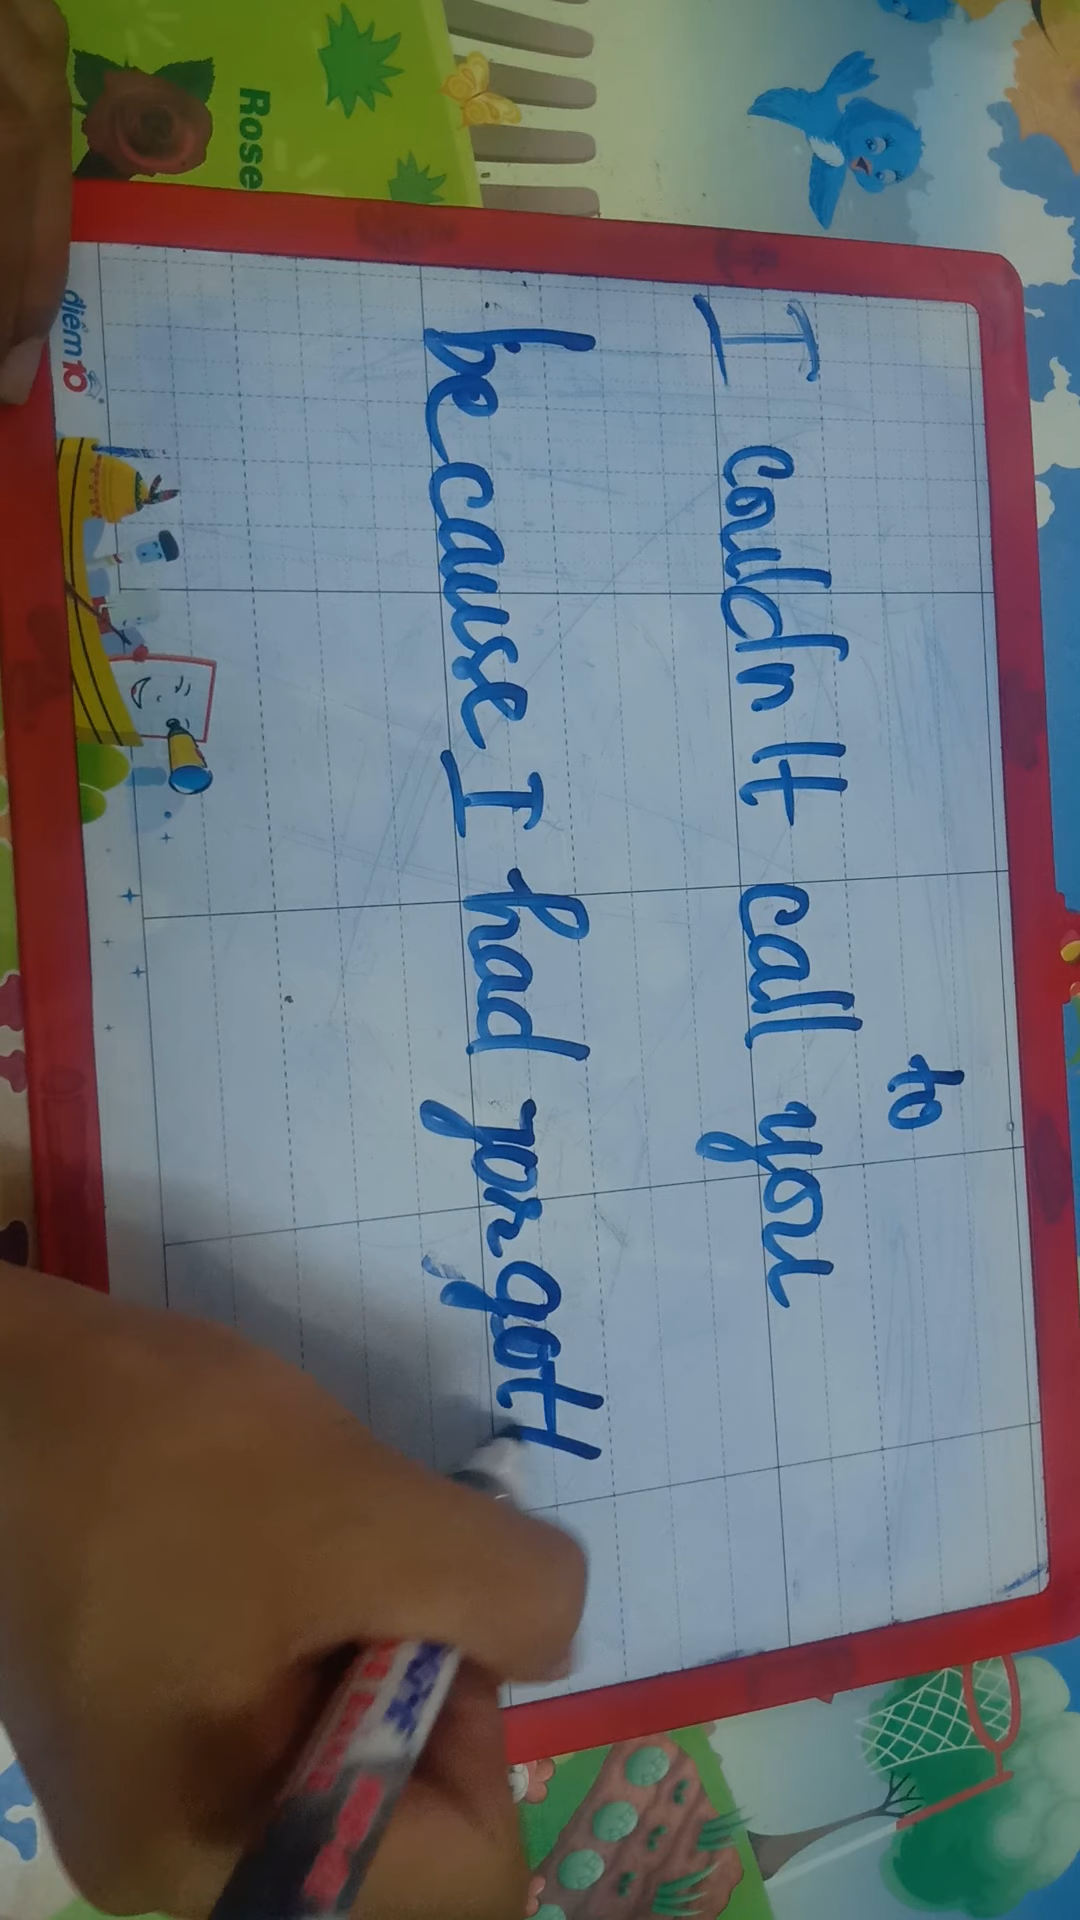 to
I couldn't call you
because I had forgott
Rose
điểm 10